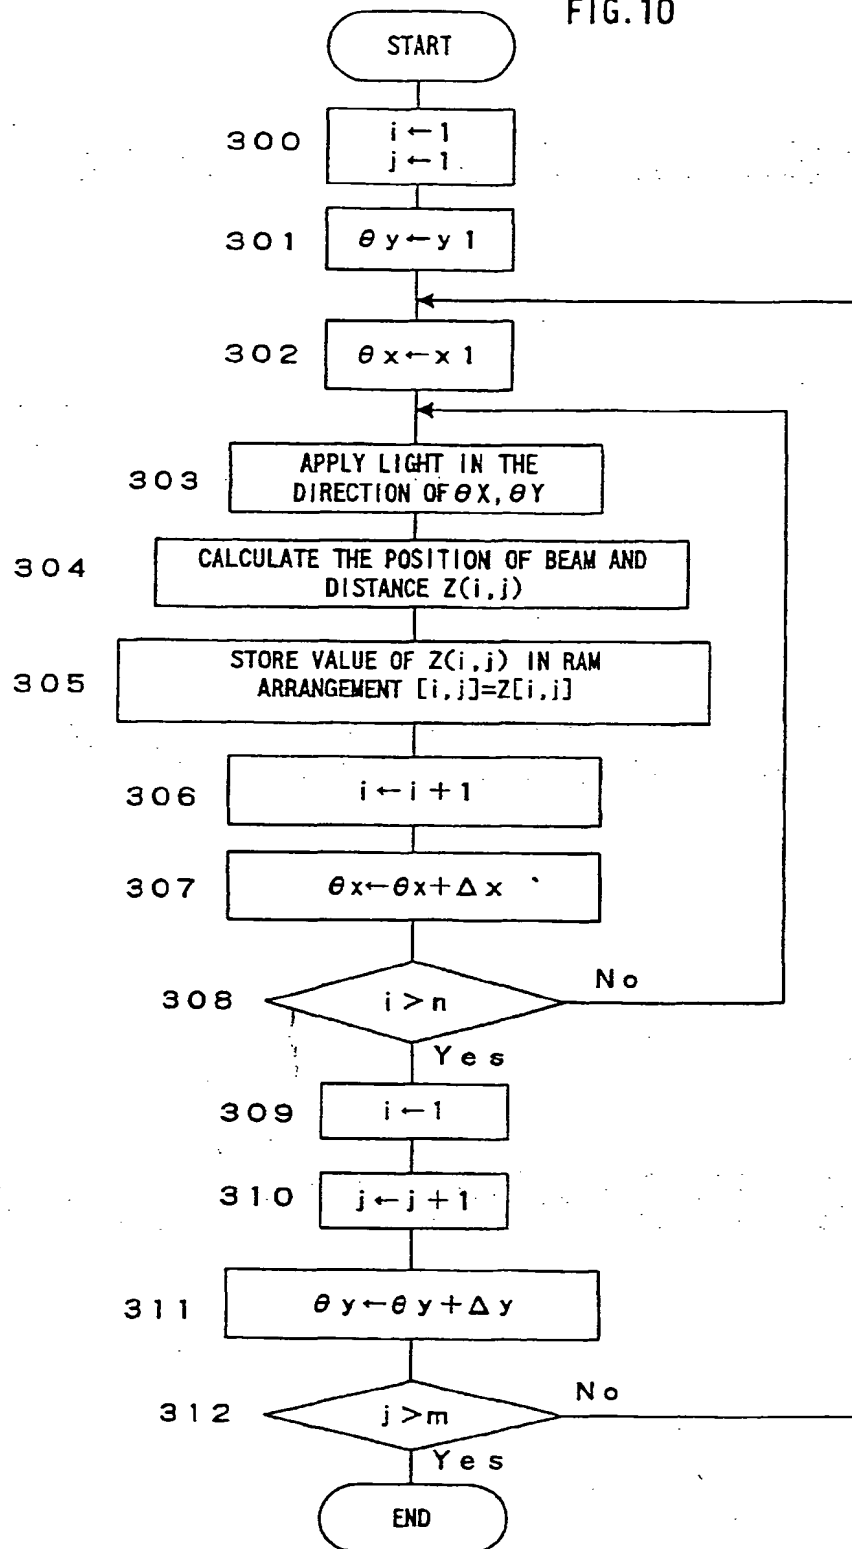 FIG.10
START
300
i←1
j←1
301
θy←y1
302
θx←x1
303
APPLY LIGHT IN THE
DIRECTION OF θX,θY
304
CALCULATE THE POSITION OF BEAM AND
DISTANCE Z(i,j)
305
STORE VALUE OF Z(i,j) IN RAM
ARRANGEMENT [i,j]=Z[i,j]
306
i←i+1
307
θx←θx+Δx
308
i>n
No
Yes
309
i←1
310
j←j+1
311
θy←θy+Δy
312
j>m
No
Yes
END